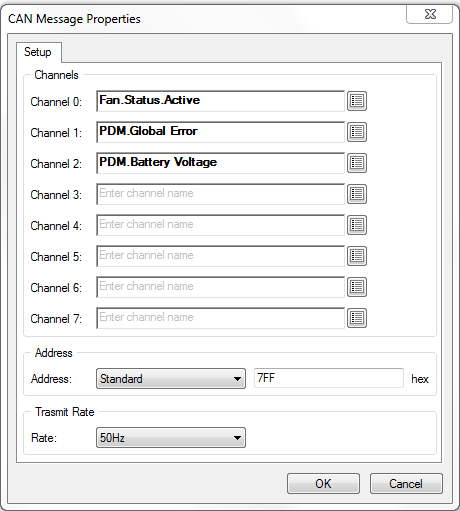 CAN Message Properties
Setup
Channels
Channel 0: Fan.Status.Active
Channel 1: PDM.Global Error
Channel 2: PDM.Battery Voltage
Channel 3: Enter channel name
Channel 4: Enter channel name
Channel 5: Enter channel name
Channel 6: Enter channel name
Channel 7: Enter channel name
Address
Address: Standard 7FF hex
Trasmit Rate
Rate: 50Hz
OK Cancel